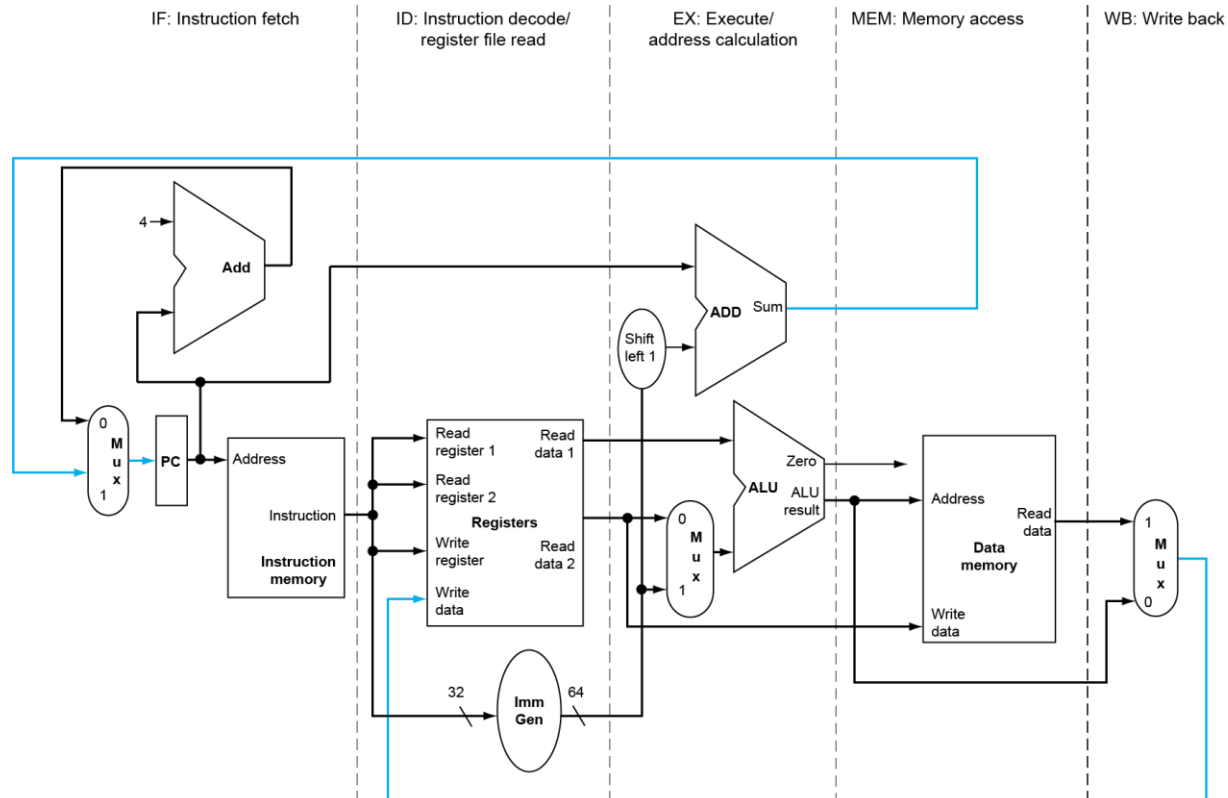 IF: Instruction fetch
ID: Instruction decode/
register file read
EX: Execute/
address calculation
MEM: Memory access
WB: Write back
4
Add
ADD
Sum
Shift
left 1
0
M
u
x
1
PC
Address
Instruction
Instruction
memory
Read
register 1
Read
data 1
Read
register 2
Registers
Write
register
Read
data 2
Write
data
0
M
u
x
1
Zero
ALU
ALU
result
Address
Read
data
Data
memory
Write
data
1
M
u
x
0
32
Imm
Gen
64